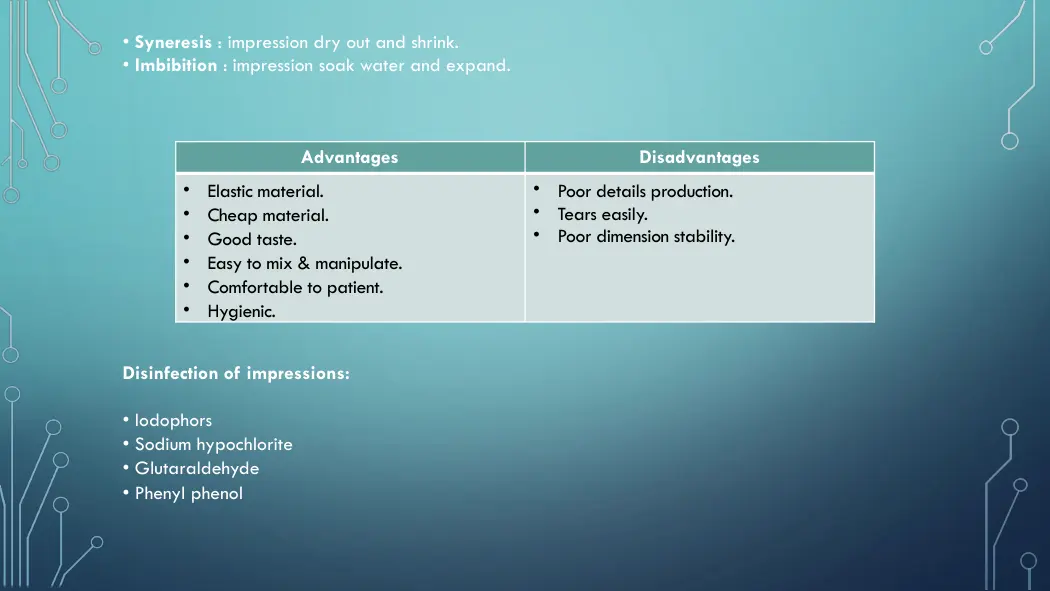 • Syneresis : impression dry out and shrink.
• Imbibition : impression soak water and expand.
Advantages
• Elastic material.
• Cheap material.
• Good taste.
• Easy to mix & manipulate.
• Comfortable to patient.
• Hygienic.
Disadvantages
• Poor details production.
• Tears easily.
• Poor dimension stability.
Disinfection of impressions:
• Iodophors
• Sodium hypochlorite
• Glutaraldehyde
• Phenyl phenol